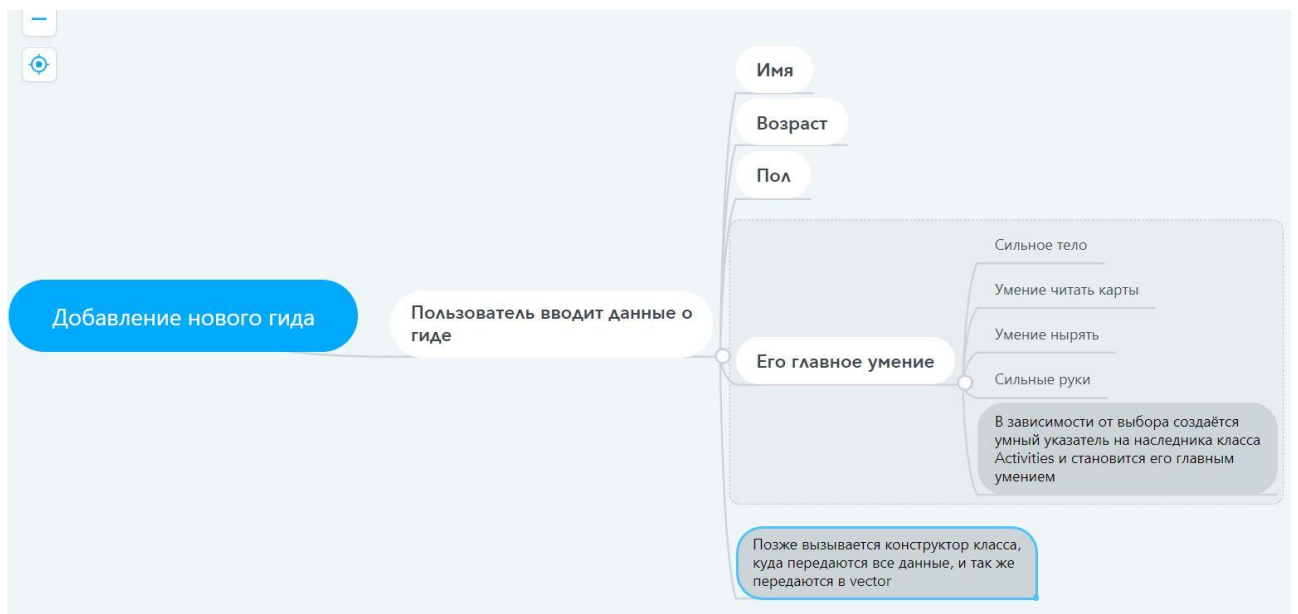 Имя
Возраст
Пол
Добавление нового гида
Пользователь вводит данные о
гиде
Его главное умение
Сильное тело
Умение читать карты
Умение нырять
Сильные руки
В зависимости от выбора создаётся
умный указатель на наследника класса
Activities и становится его главным
умением
Позже вызывается конструктор класса,
куда передаются все данные, и так же
передаются в vector